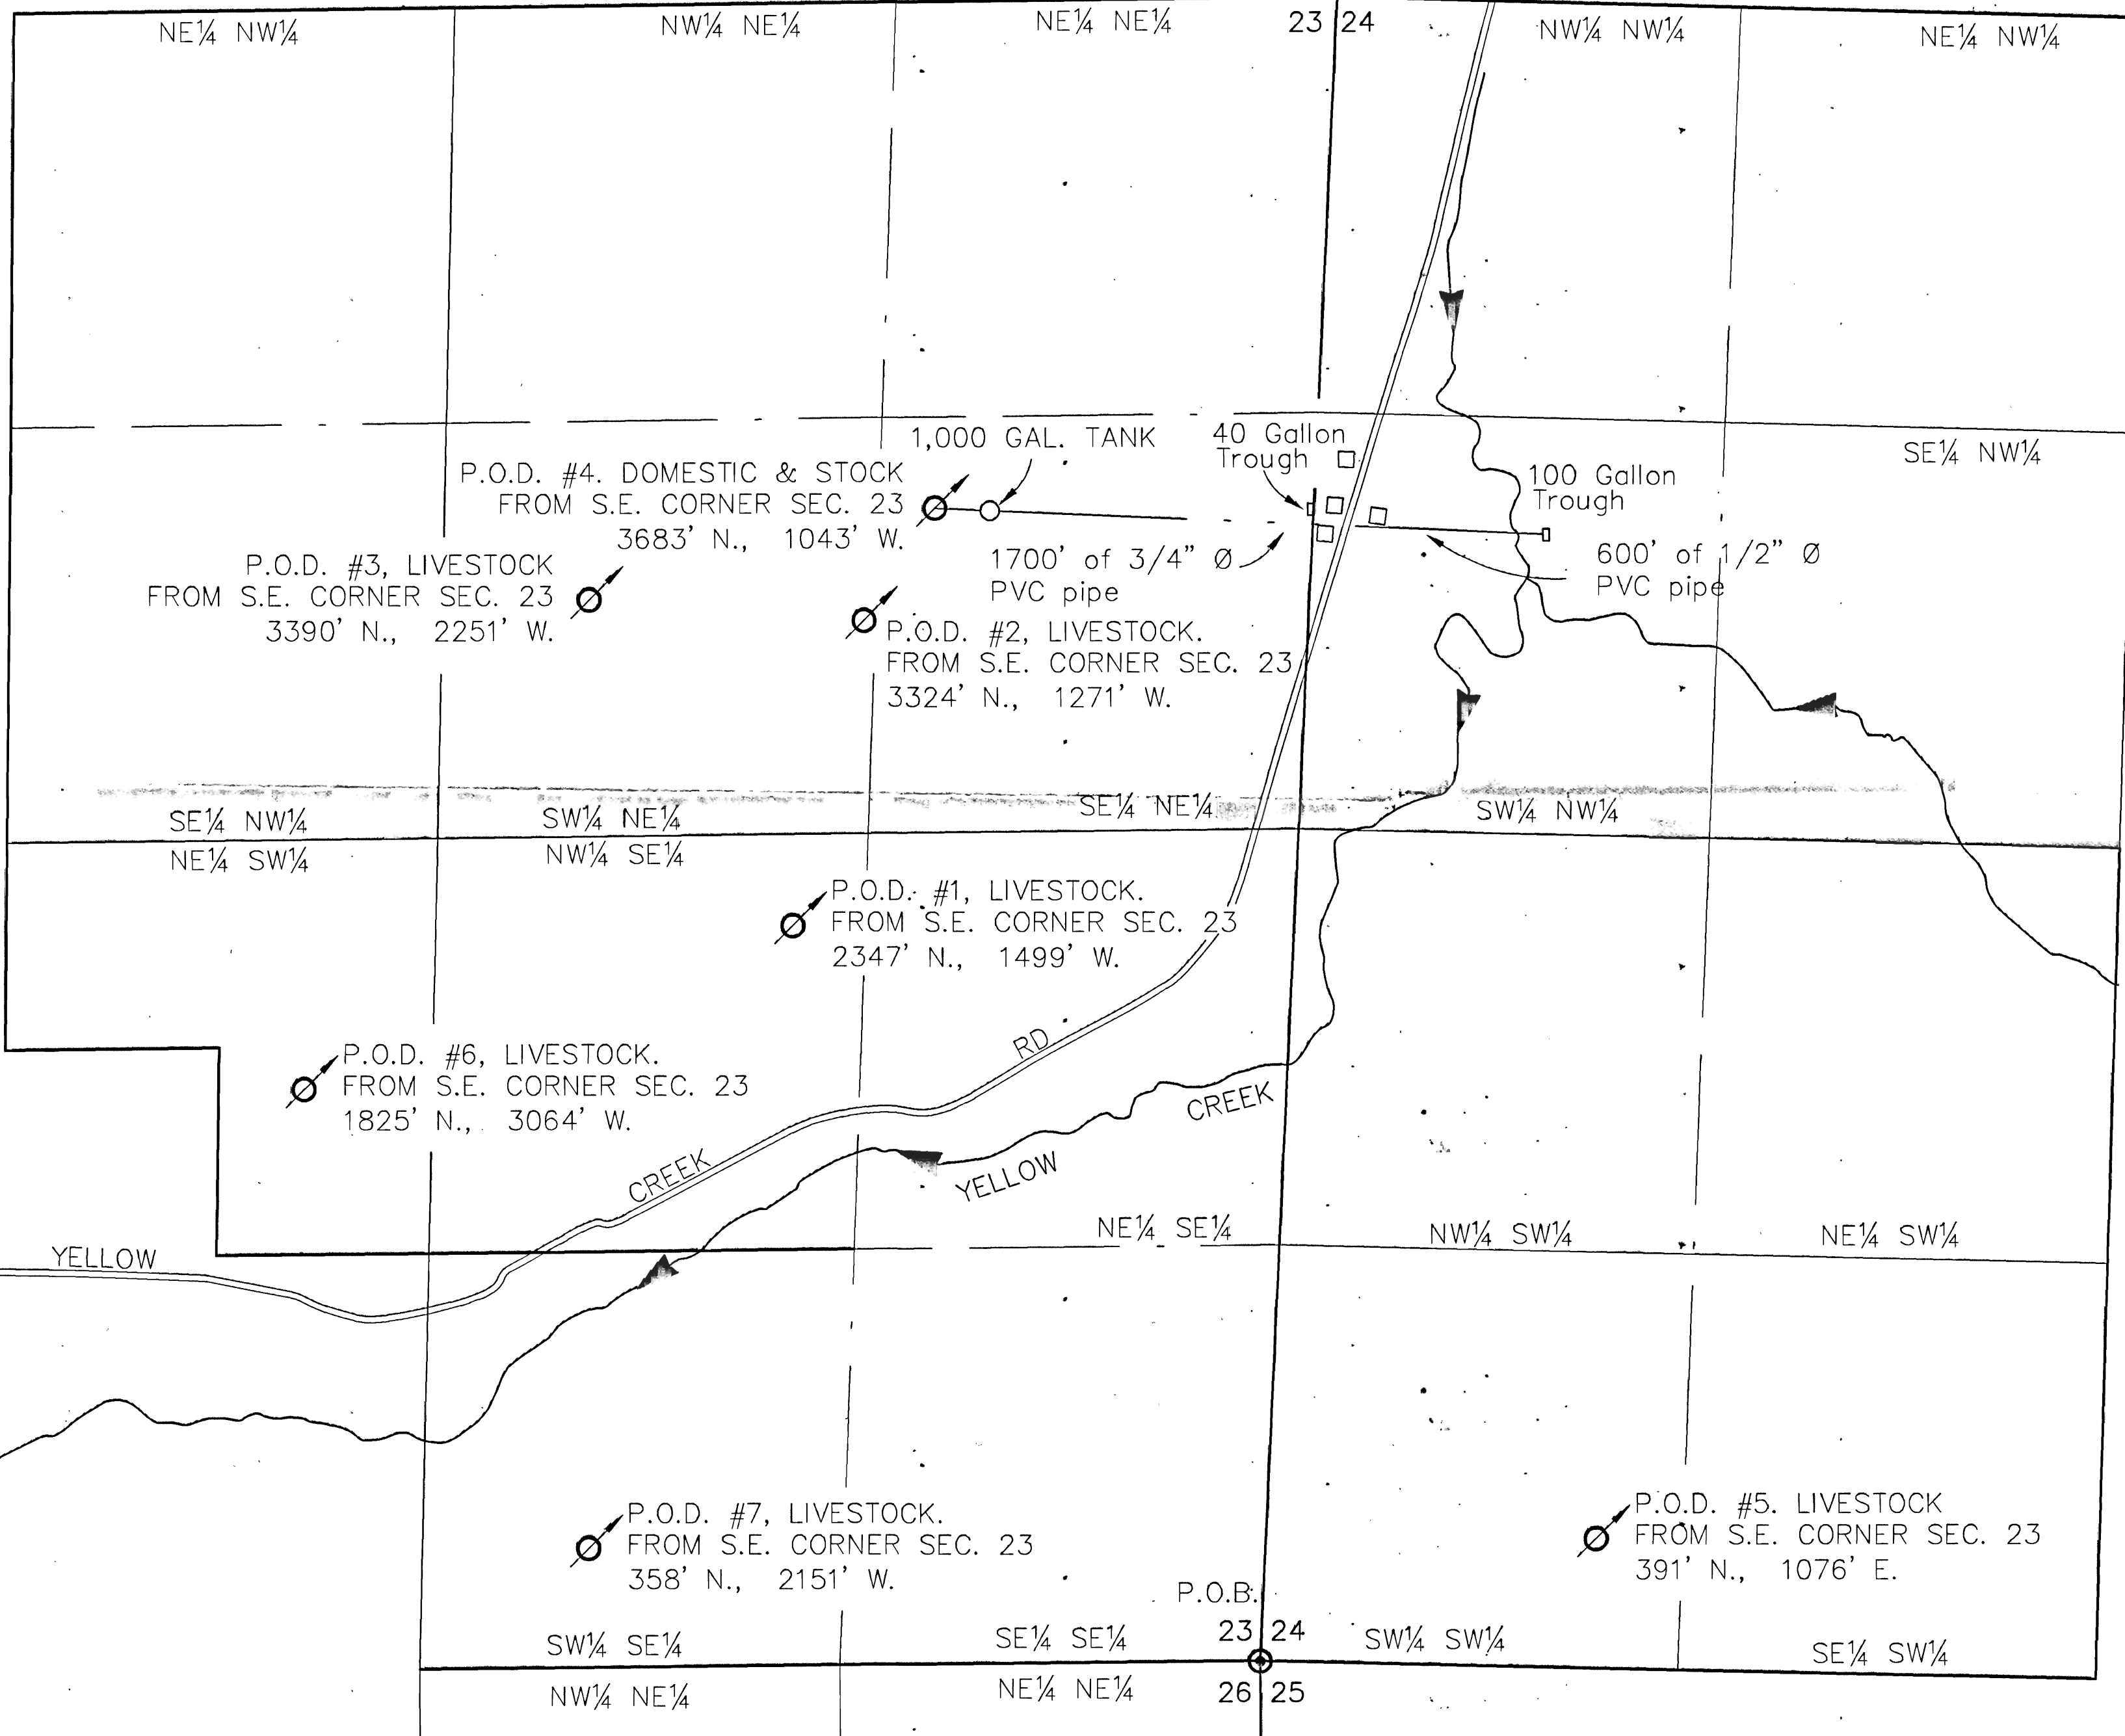 NE¼ NW¼
NW¼ NE¼
NE¼ NE¼
23 24
NW¼ NW¼
NE¼ NW¼
1,000 GAL. TANK
40 Gallon
Trough
SE¼ NW¼
P.O.D. #4. DOMESTIC & STOCK
FROM S.E. CORNER SEC. 23
3683' N., 1043' W.
100 Gallon
Trough
P.O.D. #3, LIVESTOCK
FROM S.E. CORNER SEC. 23
3390' N., 2251' W.
1700' of 3/4" Ø
PVC pipe
600' of 1/2" Ø
PVC pipe
P.O.D. #2, LIVESTOCK.
FROM S.E. CORNER SEC. 23
3324' N., 1271' W.
SE¼ NW¼
SW¼ NE¼
SE¼ NE¼
SW¼ NW¼
NE¼ SW¼
NW¼ SE¼
P.O.D. #1, LIVESTOCK.
FROM S.E. CORNER SEC. 23
2347' N., 1499' W.
P.O.D. #6, LIVESTOCK.
FROM S.E. CORNER SEC. 23
1825' N., 3064' W.
YELLOW CREEK RD
YELLOW CREEK
NE¼ SE¼
NW¼ SW¼
NE¼ SW¼
P.O.D. #7, LIVESTOCK.
FROM S.E. CORNER SEC. 23
358' N., 2151' W.
P.O.D. #5. LIVESTOCK
FROM S.E. CORNER SEC. 23
391' N., 1076' E.
P.O.B.
SW¼ SE¼
SE¼ SE¼
23 24
SW¼ SW¼
SE¼ SW¼
NW¼ NE¼
NE¼ NE¼
26 25